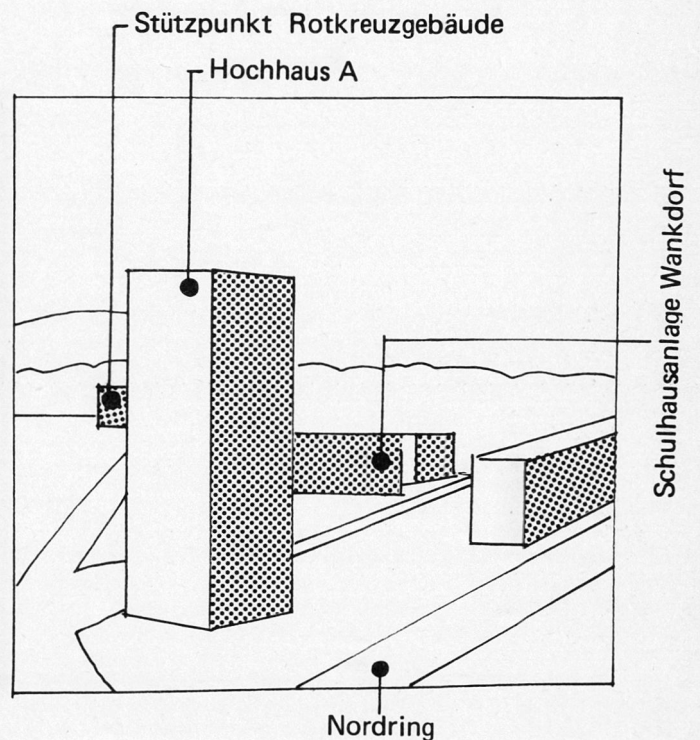 Stützpunkt Rotkreuzgebäude
Hochhaus A
Schulhausanlage Wankdorf
Nordring